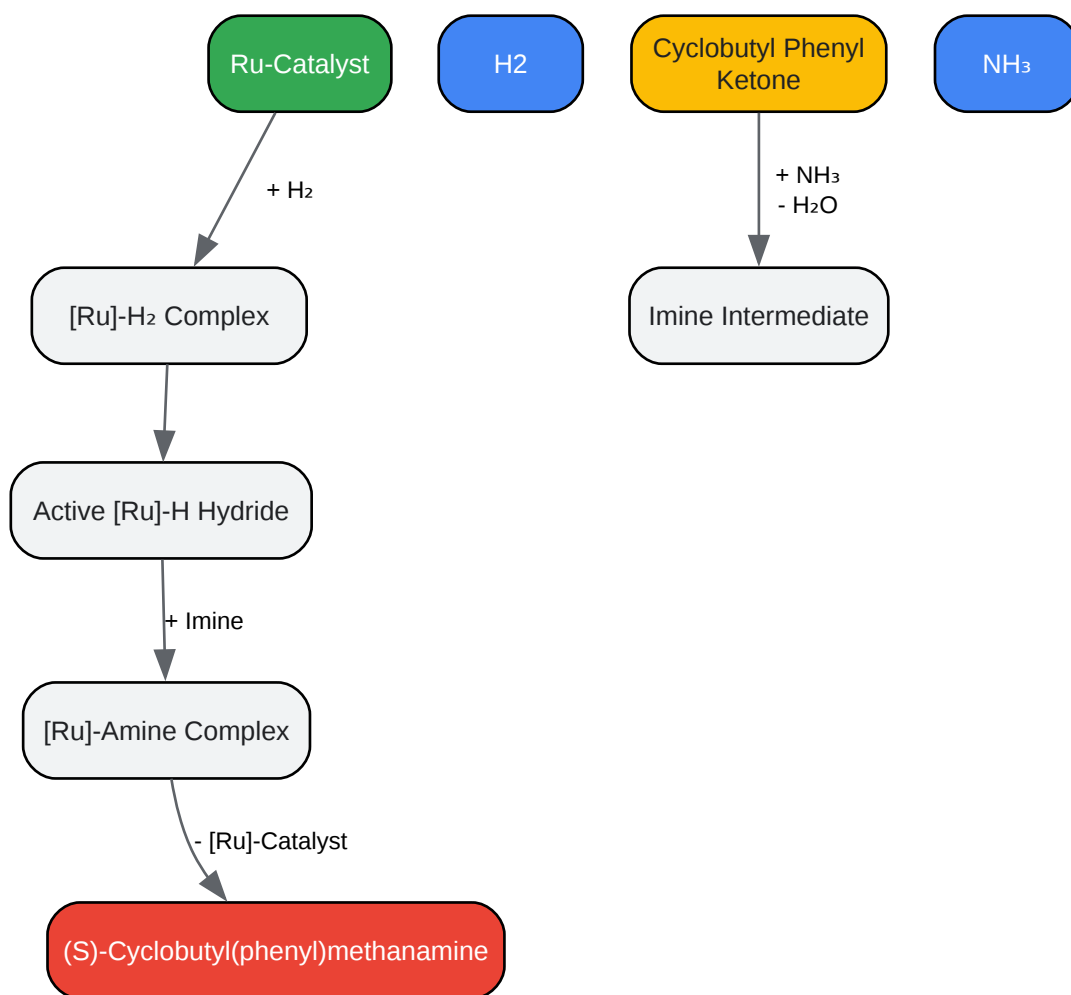 Ru-Catalyst
H2
Cyclobutyl Phenyl
Ketone
NH₃
+ H₂
+ NH₃
- H₂O
[Ru]-H₂ Complex
Imine Intermediate
Active [Ru]-H Hydride
+ Imine
[Ru]-Amine Complex
- [Ru]-Catalyst
(S)-Cyclobutyl(phenyl)methanamine